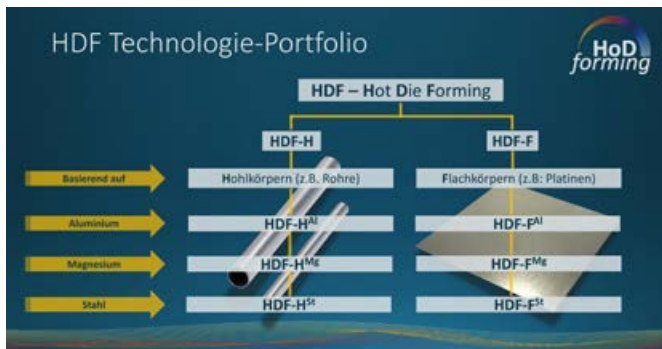 HDF Technologie-Portfolio
HoD
forming
HDF – Hot Die Forming
HDF-H
HDF-F
Basierend auf
Hohlkörpern (z.B. Rohre)
Flachkörpern (z.B: Platinen)
Aluminium
HDF-HAl
HDF-FAl
Magnesium
HDF-HMg
HDF-FMg
Stahl
HDF-HSt
HDF-FSt